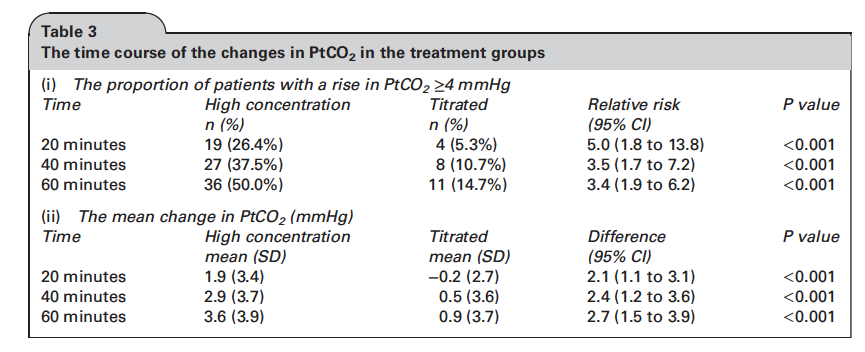 Table 3
The time course of the changes in PtCO₂ in the treatment groups
(i) The proportion of patients with a rise in PtCO₂ ≥4 mmHg
Time High concentration Titrated Relative risk P value
n (%) n (%) (95% CI)
20 minutes 19 (26.4%) 4 (5.3%) 5.0 (1.8 to 13.8) <0.001
40 minutes 27 (37.5%) 8 (10.7%) 3.5 (1.7 to 7.2) <0.001
60 minutes 36 (50.0%) 11 (14.7%) 3.4 (1.9 to 6.2) <0.001
(ii) The mean change in PtCO₂ (mmHg)
Time High concentration Titrated Difference P value
mean (SD) mean (SD) (95% CI)
20 minutes 1.9 (3.4) −0.2 (2.7) 2.1 (1.1 to 3.1) <0.001
40 minutes 2.9 (3.7) 0.5 (3.6) 2.4 (1.2 to 3.6) <0.001
60 minutes 3.6 (3.9) 0.9 (3.7) 2.7 (1.5 to 3.9) <0.001